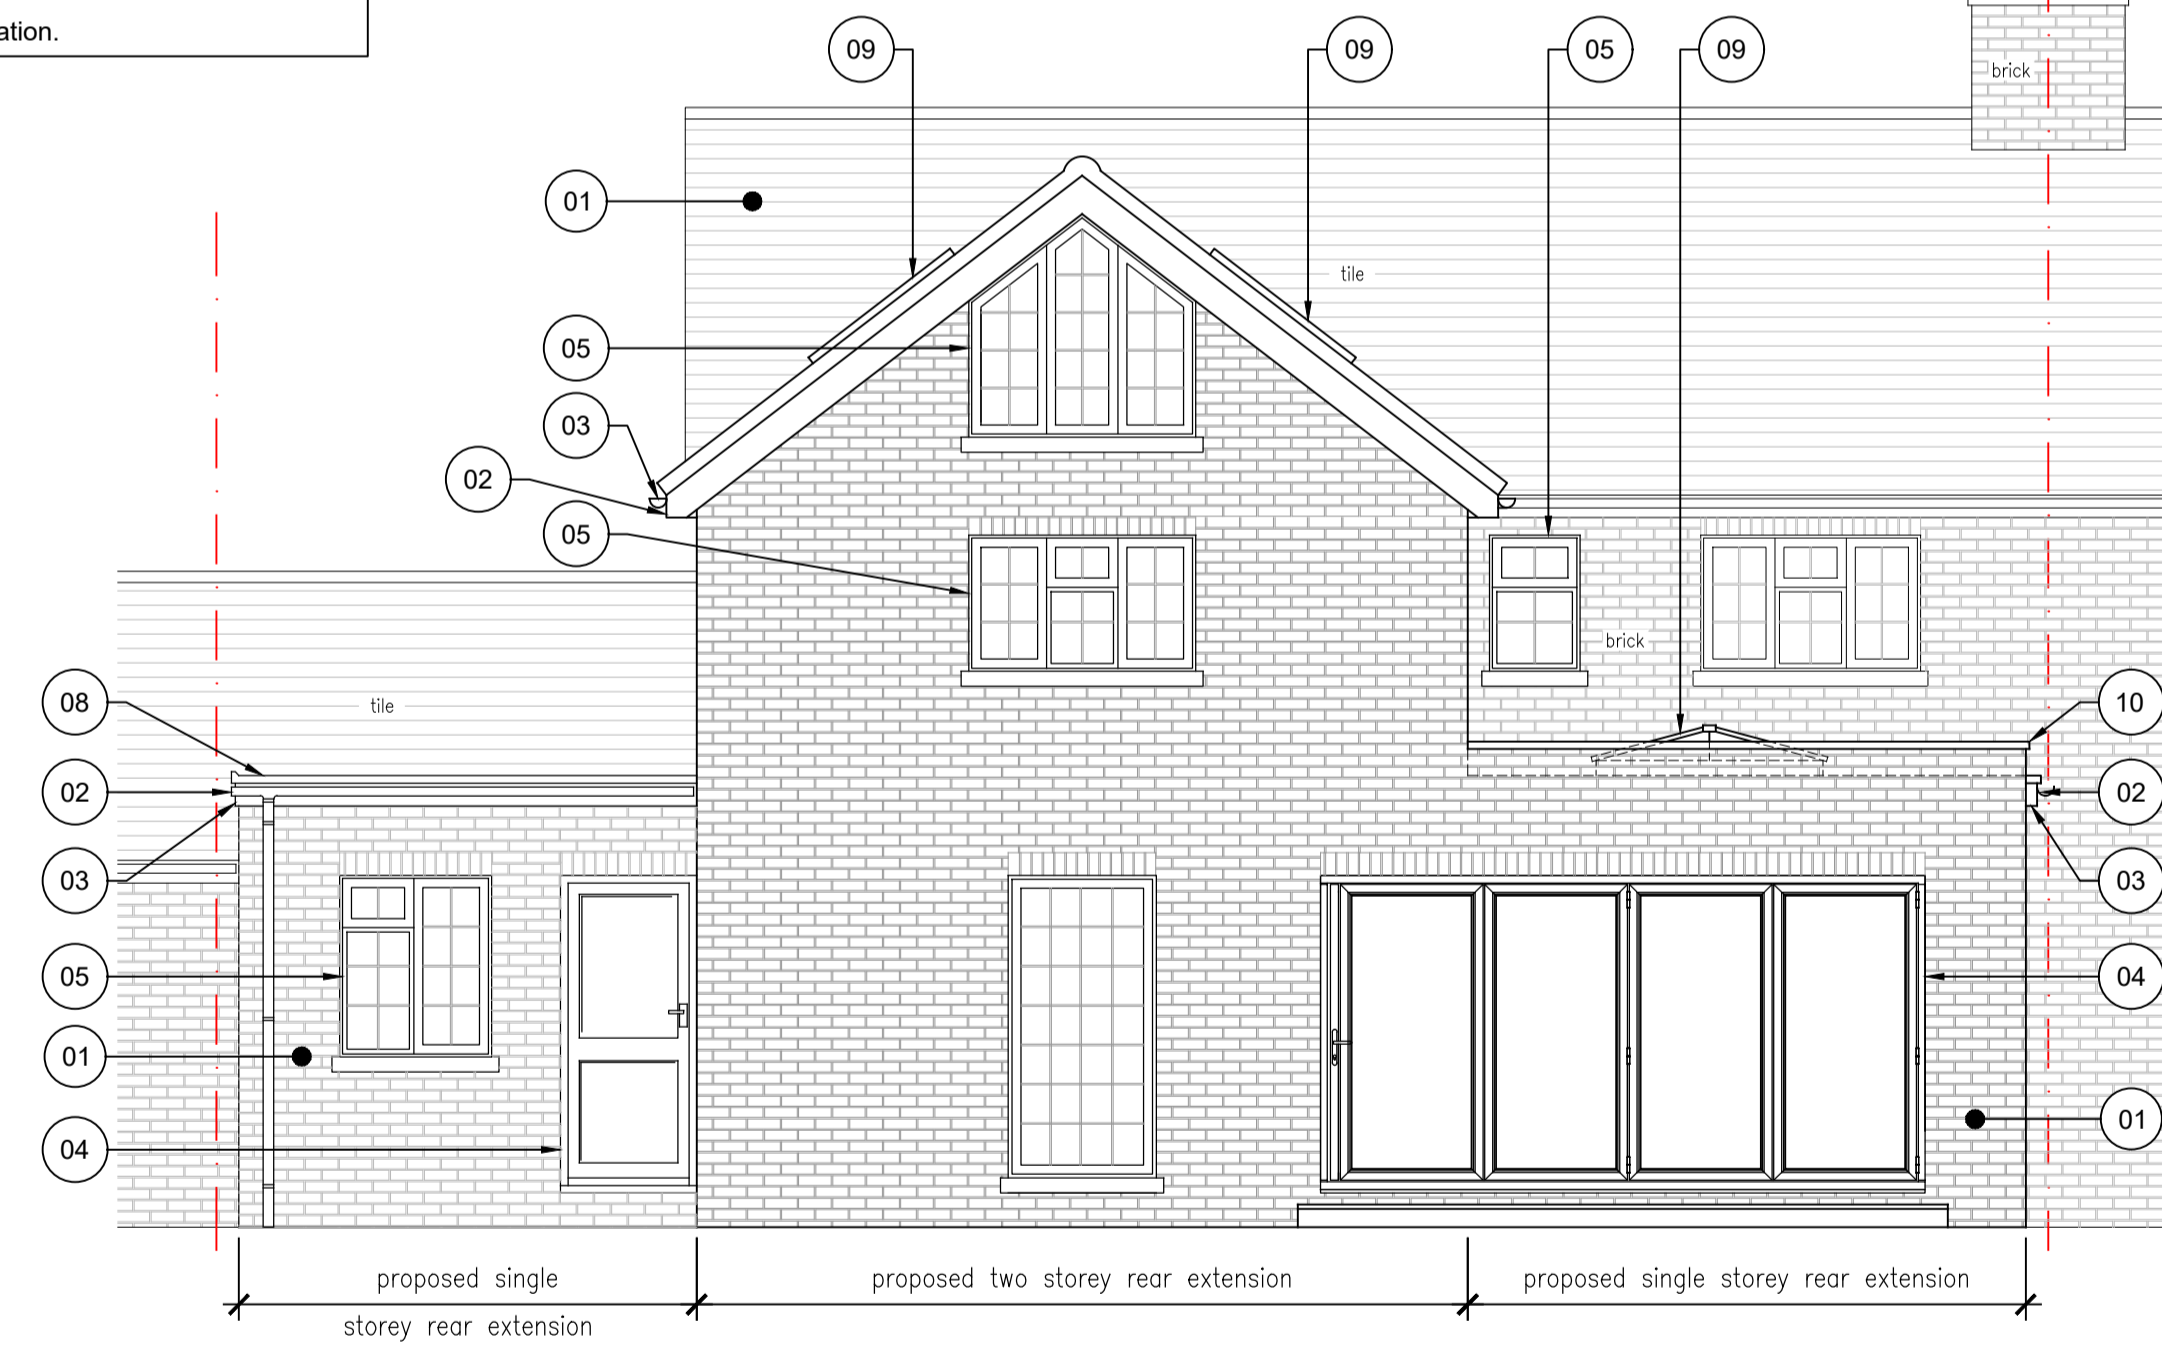 ation.
09
09
05
09
brick
01
tile
05
03
02
05
brick
08
tile
10
02
02
03
03
05
04
01
01
04
proposed single
storey rear extension
proposed two storey rear extension
proposed single storey rear extension